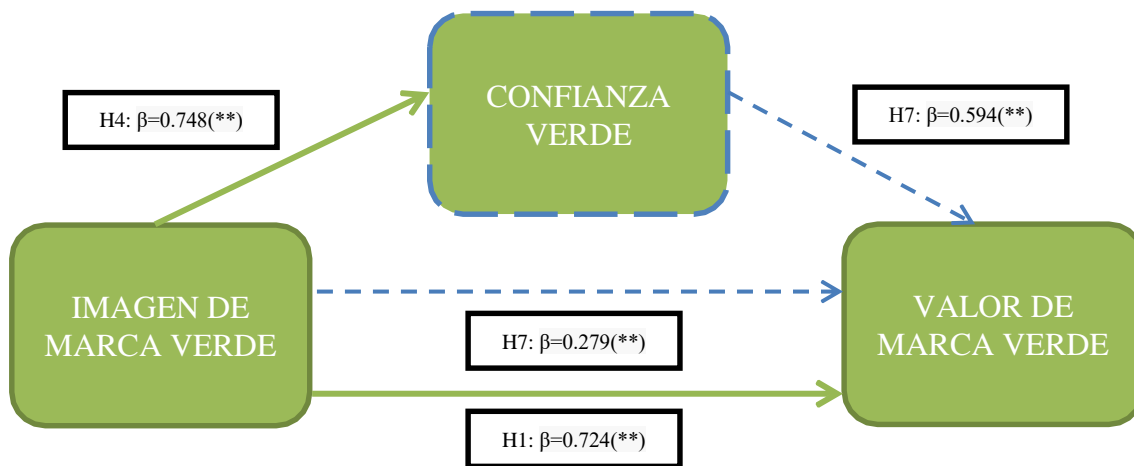 CONFIANZA
VERDE
H4: β=0.748(**)
H7: β=0.594(**)
IMAGEN DE
MARCA VERDE
VALOR DE
MARCA VERDE
H7: β=0.279(**)
H1: β=0.724(**)